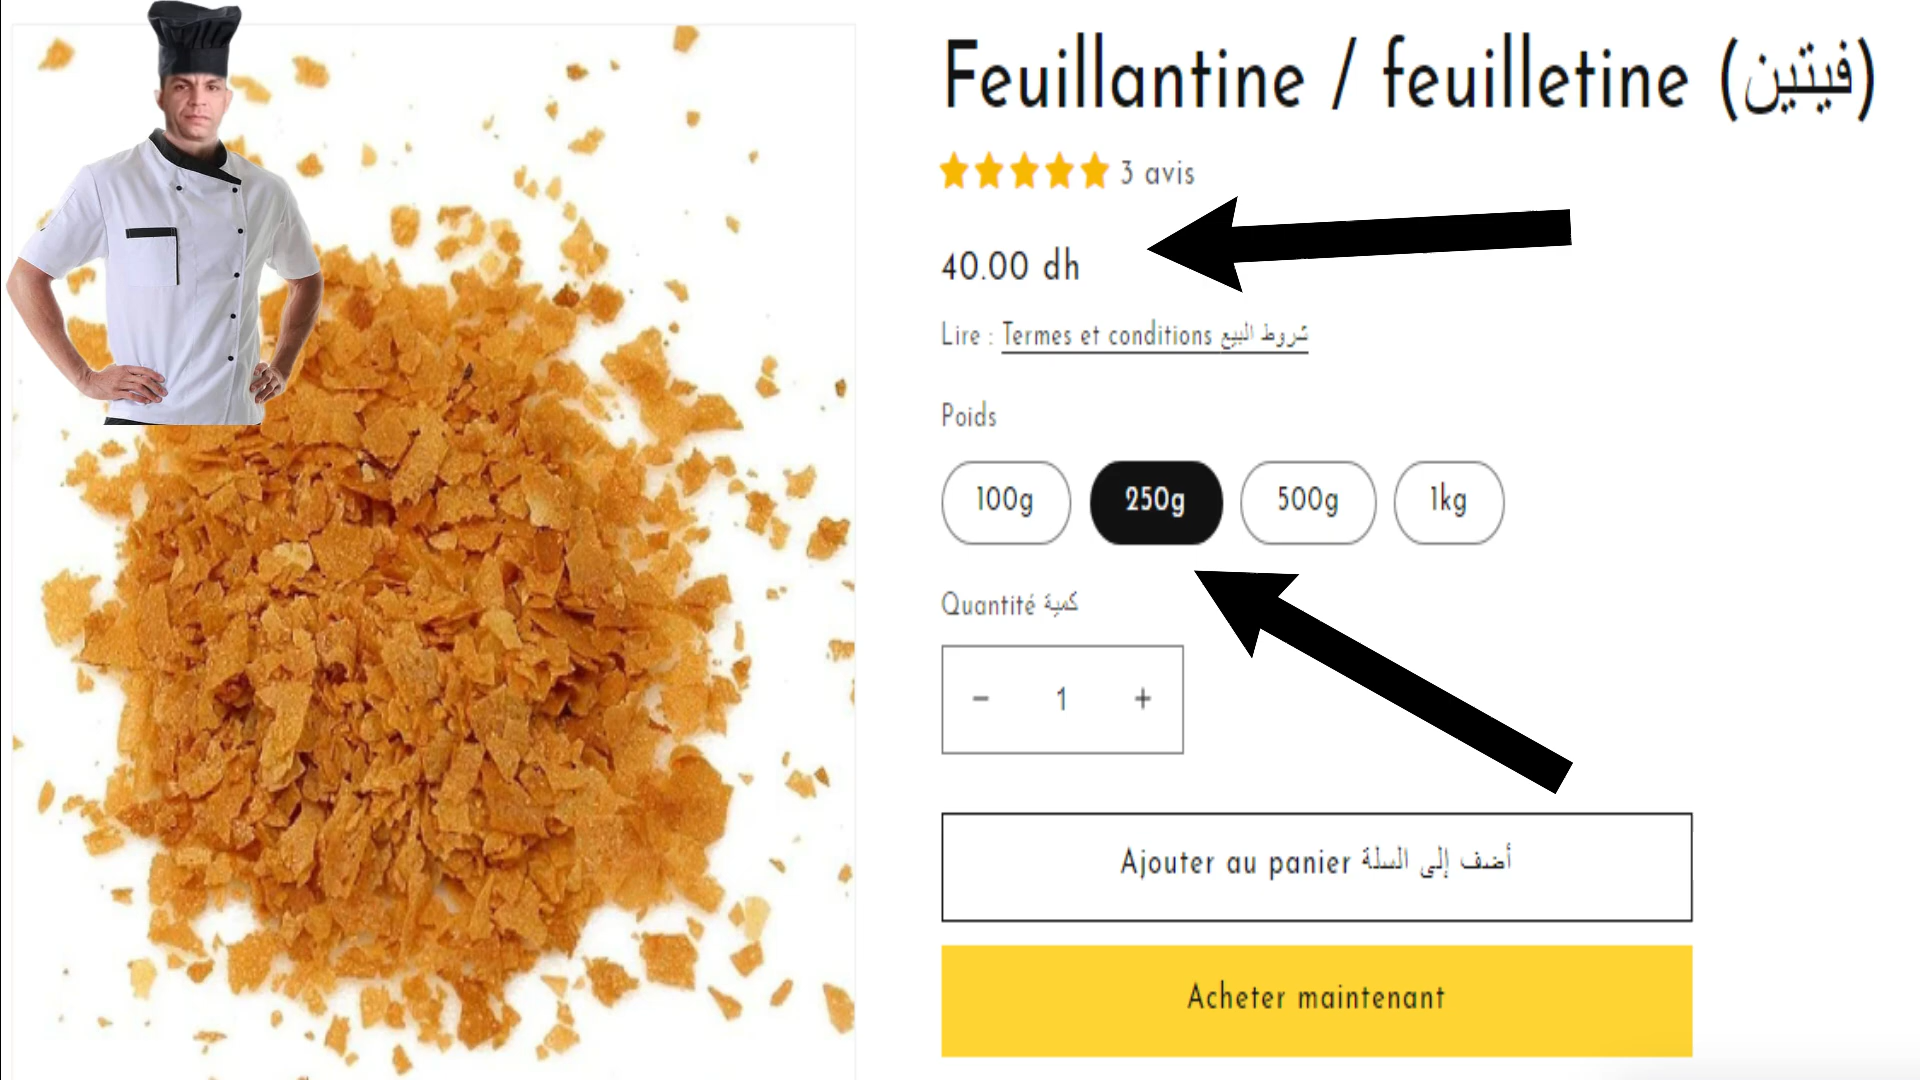 Feuillantine / feuilletine (فيتين)
3 avis
40.00 dh
Lire : Termes et conditions شروط البيع
Poids
100g 250g 500g 1kg
Quantité كمية
− 1 +
Ajouter au panier أضف إلى السلة
Acheter maintenant